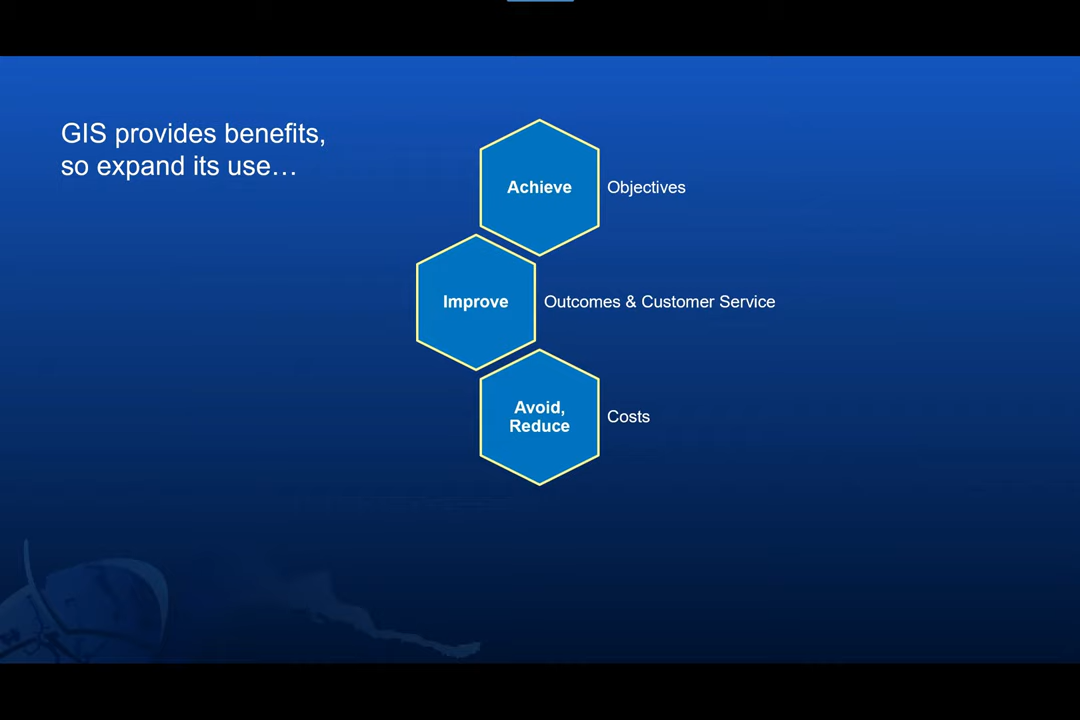 GIS provides benefits,
so expand its use…
Achieve
Objectives
Improve
Outcomes & Customer Service
Avoid,
Reduce
Costs